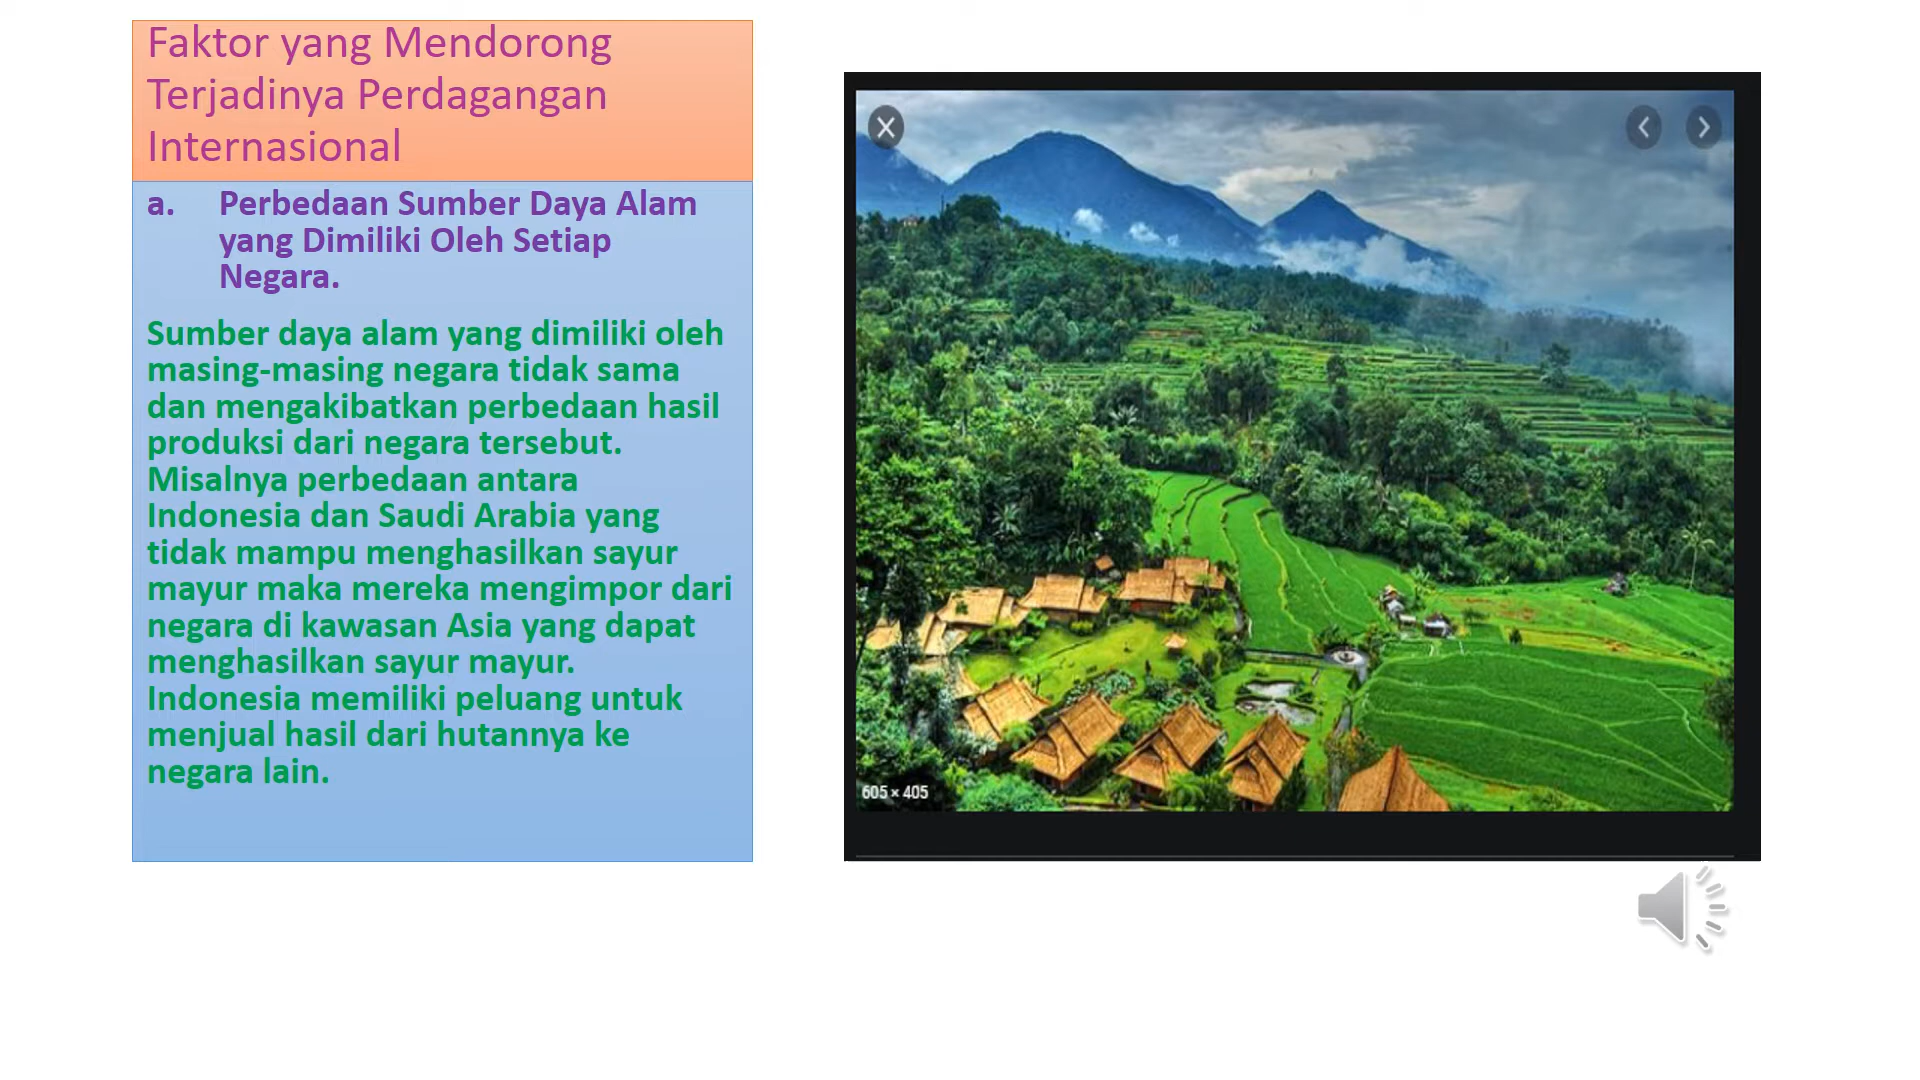 Faktor yang Mendorong
Terjadinya Perdagangan
Internasional
a. Perbedaan Sumber Daya Alam
yang Dimiliki Oleh Setiap
Negara.
Sumber daya alam yang dimiliki oleh
masing-masing negara tidak sama
dan mengakibatkan perbedaan hasil
produksi dari negara tersebut.
Misalnya perbedaan antara
Indonesia dan Saudi Arabia yang
tidak mampu menghasilkan sayur
mayur maka mereka mengimpor dari
negara di kawasan Asia yang dapat
menghasilkan sayur mayur.
Indonesia memiliki peluang untuk
menjual hasil dari hutannya ke
negara lain.
605 × 405